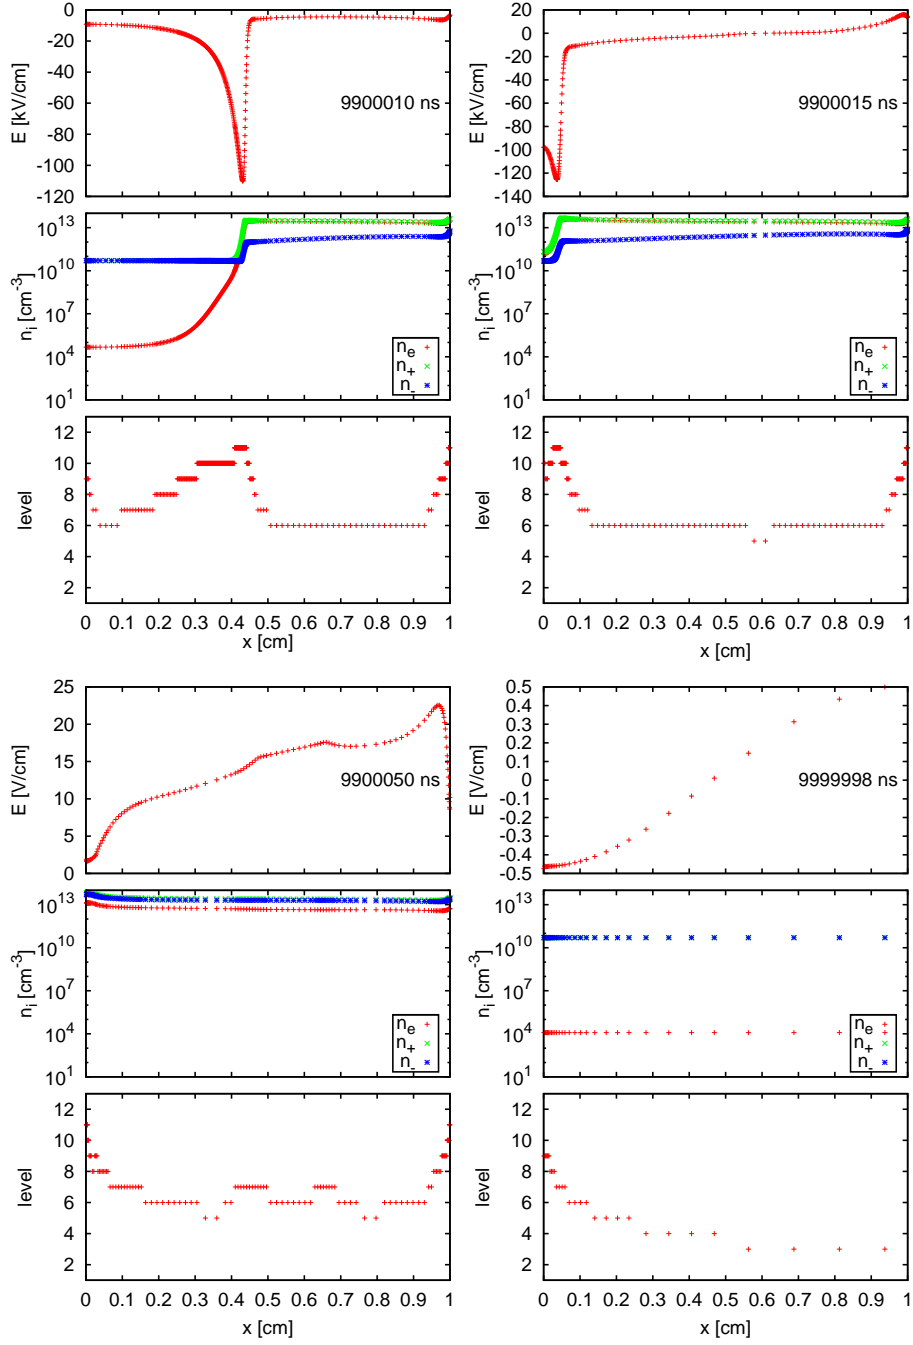 0
-20
-40
-60
-80
-100
-120
E [kV/cm]
9900010 ns
10^13
10^10
10^7
10^4
10^1
n_i [cm^-3]
n_e
n_+
n_-
12
10
8
6
4
2
level
0 0.1 0.2 0.3 0.4 0.5 0.6 0.7 0.8 0.9 1
x [cm]
20
0
-20
-40
-60
-80
-100
-120
-140
E [kV/cm]
9900015 ns
10^13
10^10
10^7
10^4
10^1
n_i [cm^-3]
n_e
n_+
n_-
12
10
8
6
4
2
level
0 0.1 0.2 0.3 0.4 0.5 0.6 0.7 0.8 0.9 1
x [cm]
25
20
15
10
5
0
E [V/cm]
9900050 ns
10^13
10^10
10^7
10^4
10^1
n_i [cm^-3]
n_e
n_+
n_-
12
10
8
6
4
2
level
0 0.1 0.2 0.3 0.4 0.5 0.6 0.7 0.8 0.9 1
x [cm]
0.5
0.4
0.3
0.2
0.1
0
-0.1
-0.2
-0.3
-0.4
-0.5
E [V/cm]
9999998 ns
10^13
10^10
10^7
10^4
10^1
n_i [cm^-3]
n_e
n_+
n_-
12
10
8
6
4
2
level
0 0.1 0.2 0.3 0.4 0.5 0.6 0.7 0.8 0.9 1
x [cm]